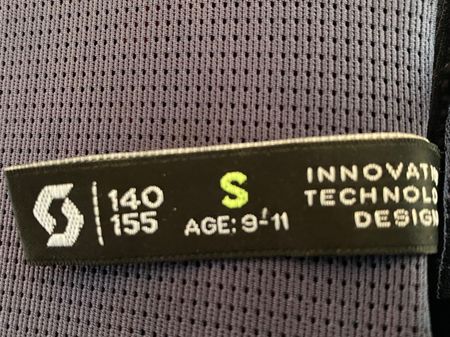 140
155
S
AGE: 9-11
INNOVATI
TECHNOLO
DESIGN